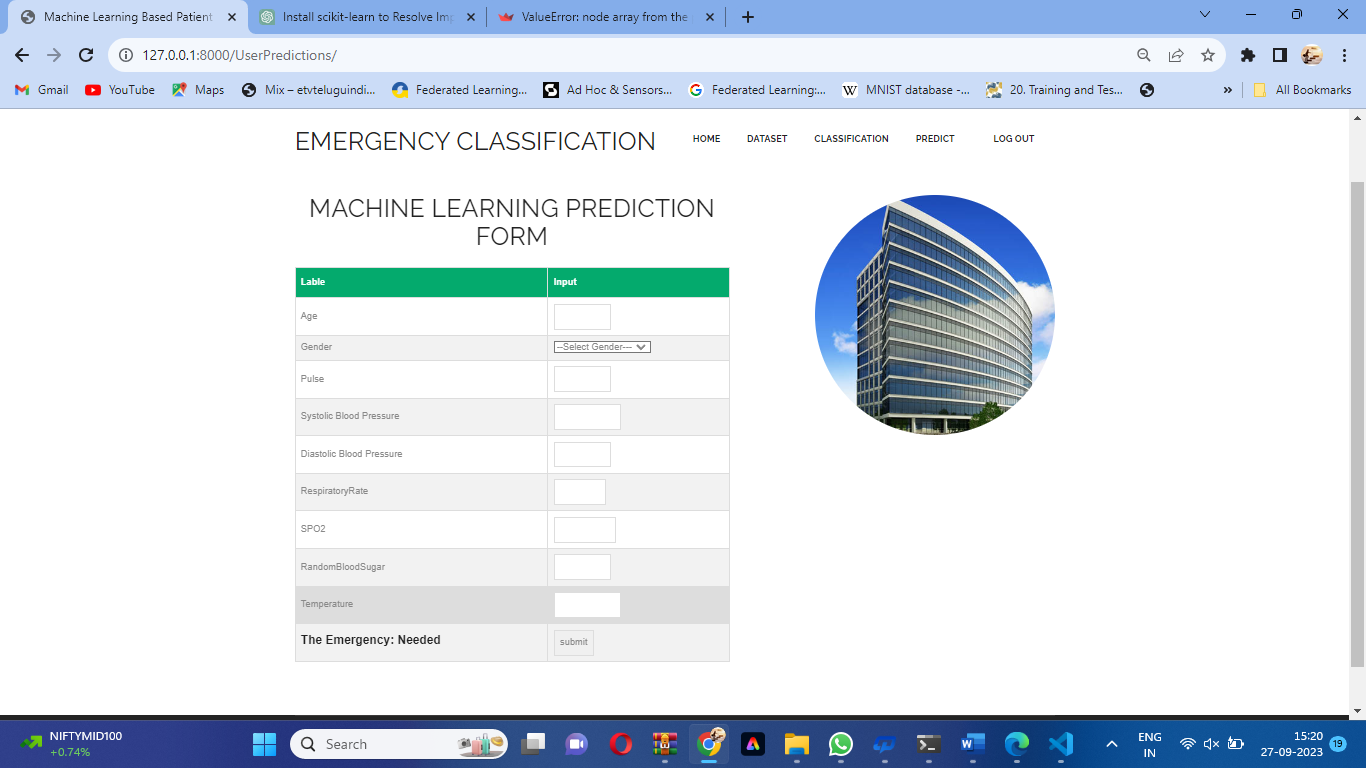 Machine Learning Based Patient
Install scikit-learn to Resolve Imp
ValueError: node array from the
127.0.0.1:8000/UserPredictions/
Gmail
YouTube
Maps
Mix – etvteluguindi...
Federated Learning...
Ad Hoc & Sensors...
Federated Learning:...
MNIST database -...
20. Training and Tes...
»
All Bookmarks
EMERGENCY CLASSIFICATION
HOME
DATASET
CLASSIFICATION
PREDICT
LOG OUT
MACHINE LEARNING PREDICTION
FORM
Lable Input
Age
Gender --Select Gender---
Pulse
Systolic Blood Pressure
Diastolic Blood Pressure
RespiratoryRate
SPO2
RandomBloodSugar
Temperature
The Emergency: Needed submit
NIFTYMID100
+0.74%
Search
ENG
IN
15:20
27-09-2023
19